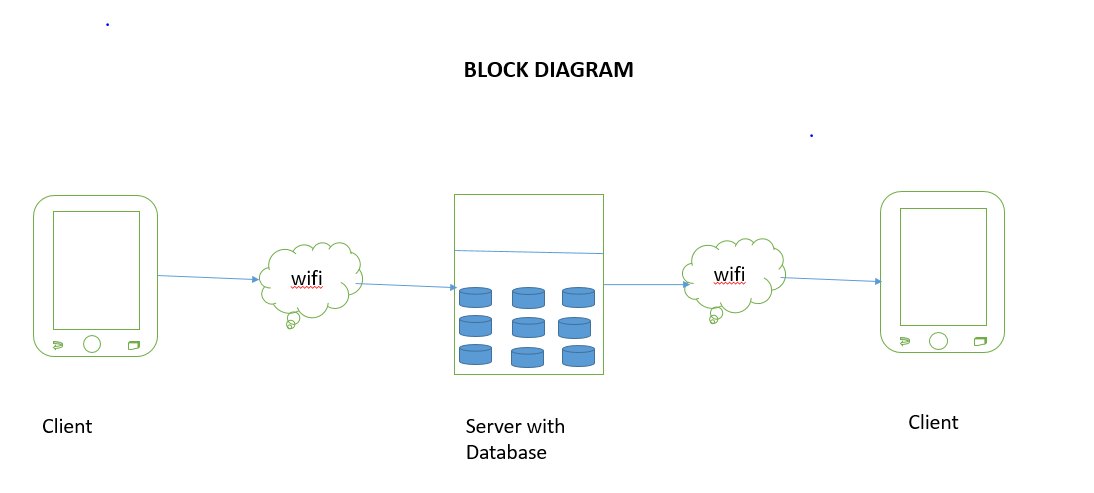 BLOCK DIAGRAM
wifi
wifi
Client
Server with
Database
Client